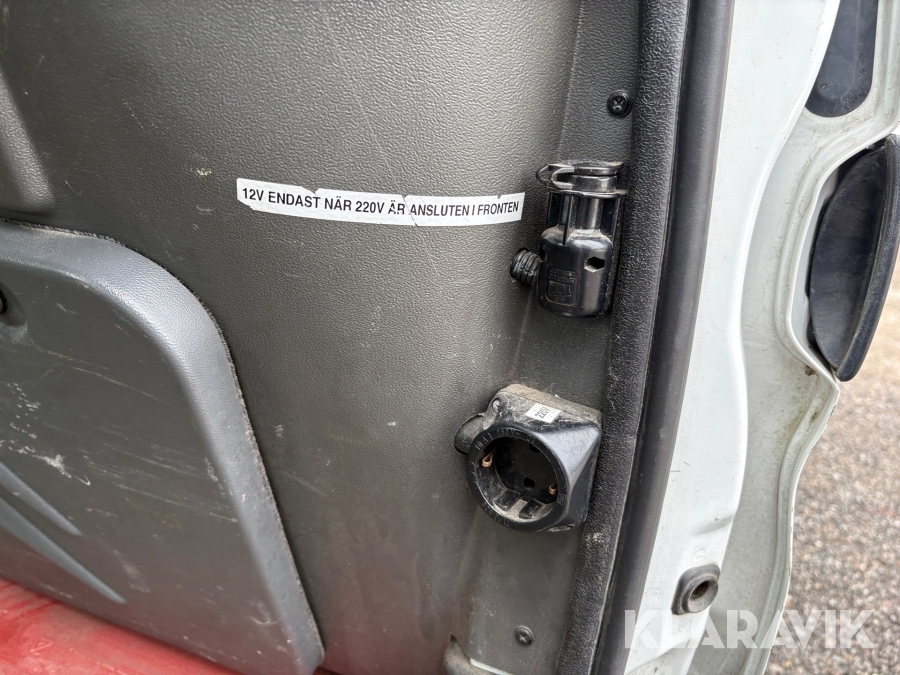 12V ENDAST NÄR 220V ÄR ANSLUTEN I FRONTEN
220V
KLARAVIK